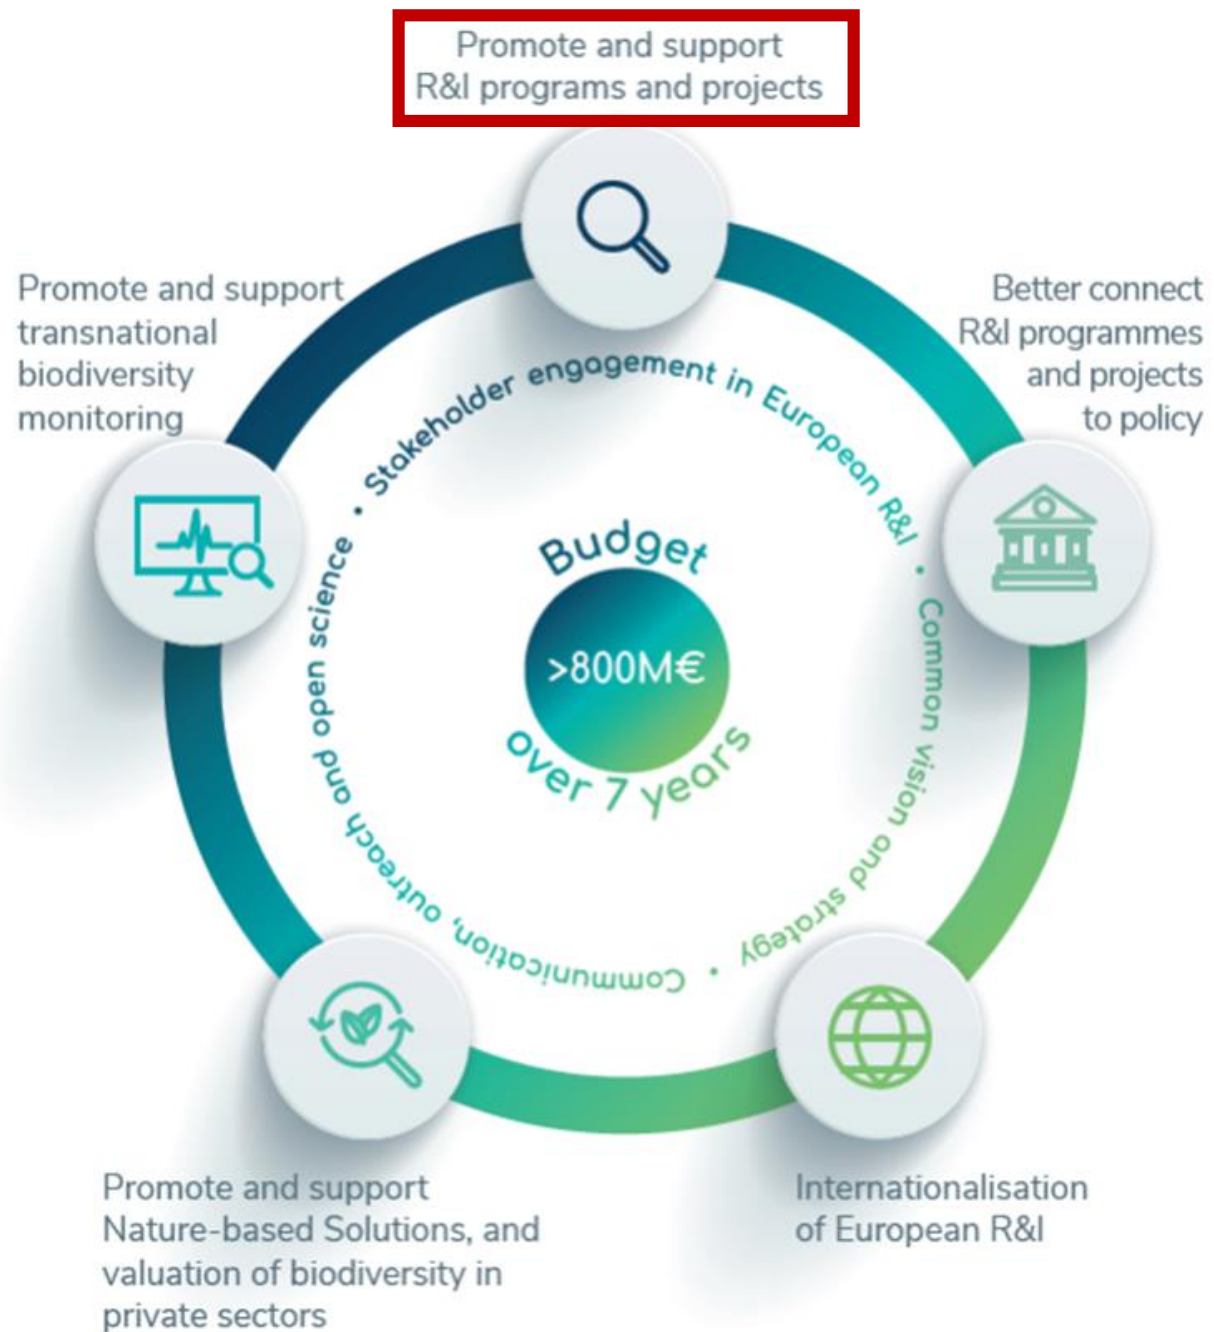 Promote and support
R&I programs and projects
Promote and support
transnational
biodiversity
monitoring
Better connect
R&I programmes
and projects
to policy
Stakeholder engagement in European R&I • Common vision and strategy • Communication, outreach and open science •
Budget
>800M€
over 7 years
Promote and support
Nature-based Solutions, and
valuation of biodiversity in
private sectors
Internationalisation
of European R&I